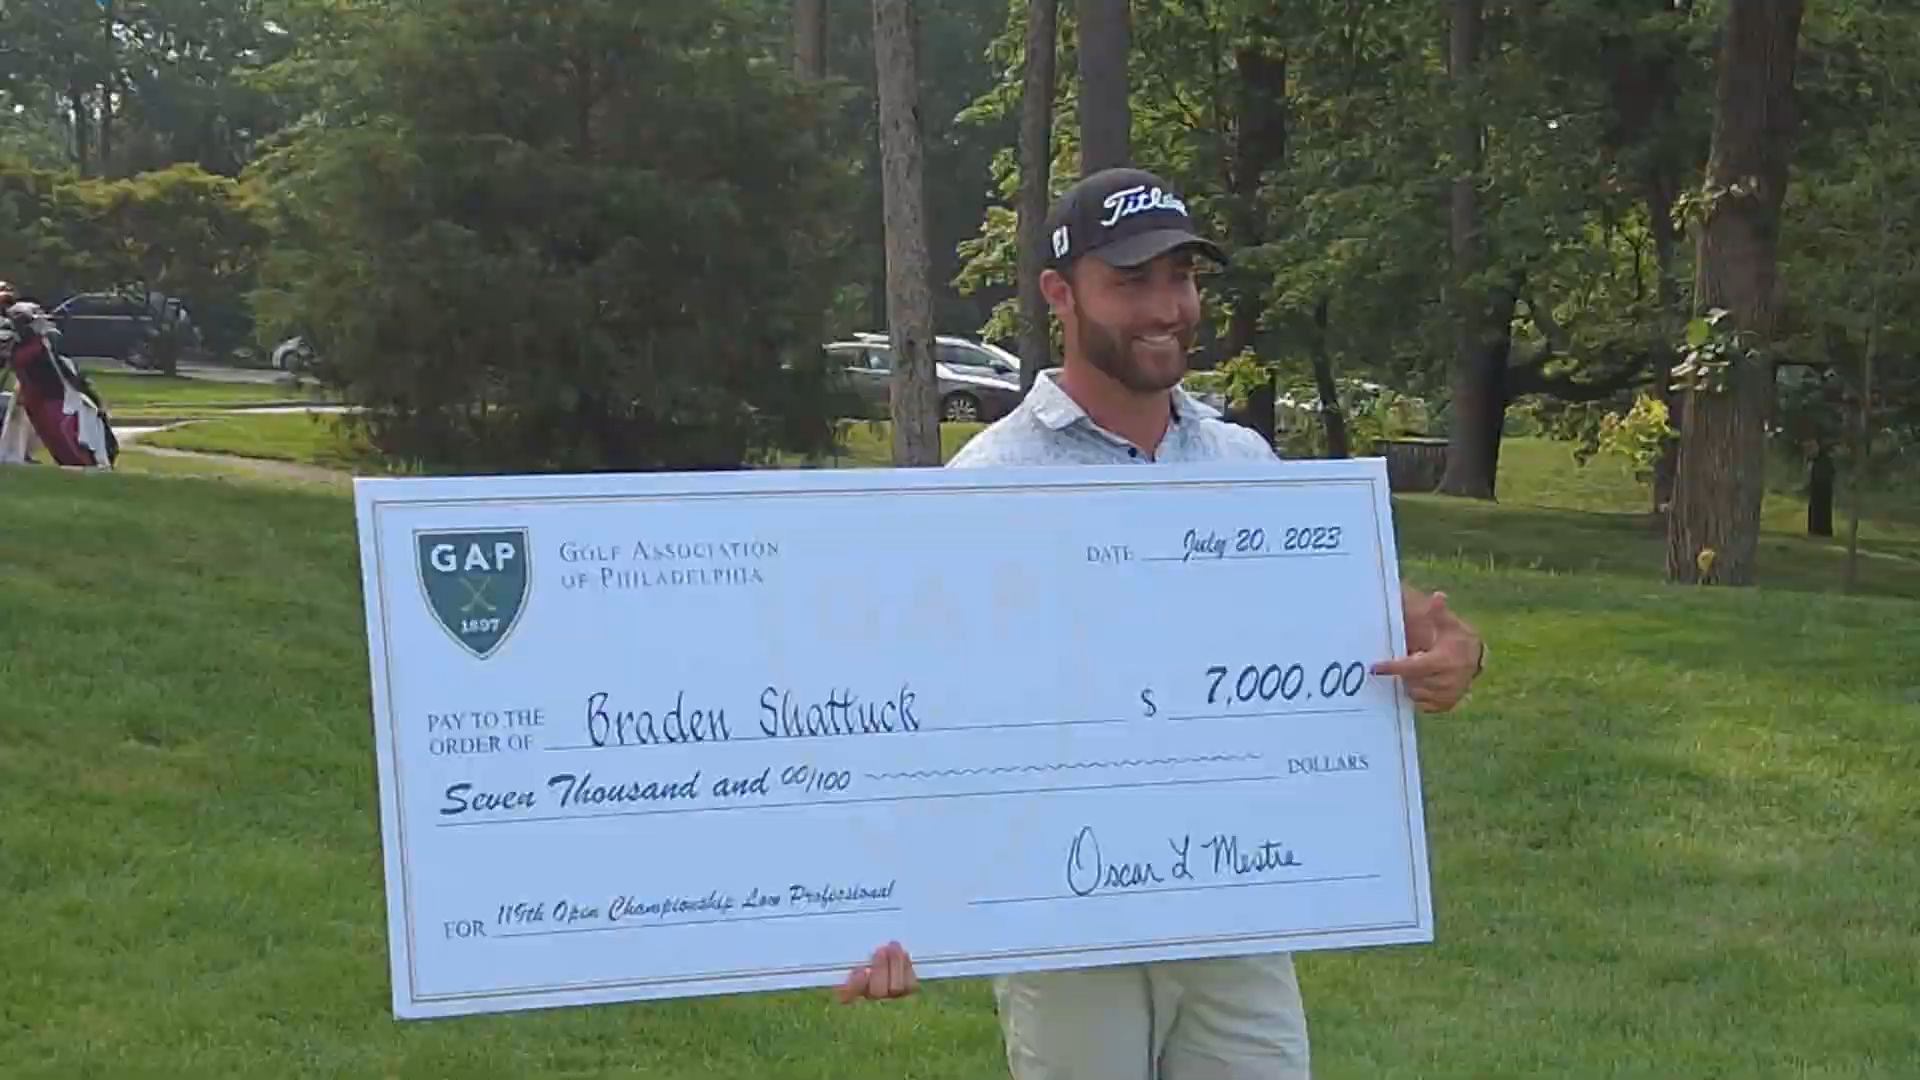 Titleist
FJ
GAP
1897
GOLF ASSOCIATION
OF PHILADELPHIA
DATE July 20, 2023
PAY TO THE
ORDER OF Braden Shattuck $ 7,000.00
Seven Thousand and 00/100 DOLLARS
Oscar L Mestre
FOR 119th Open Championship Low Professional